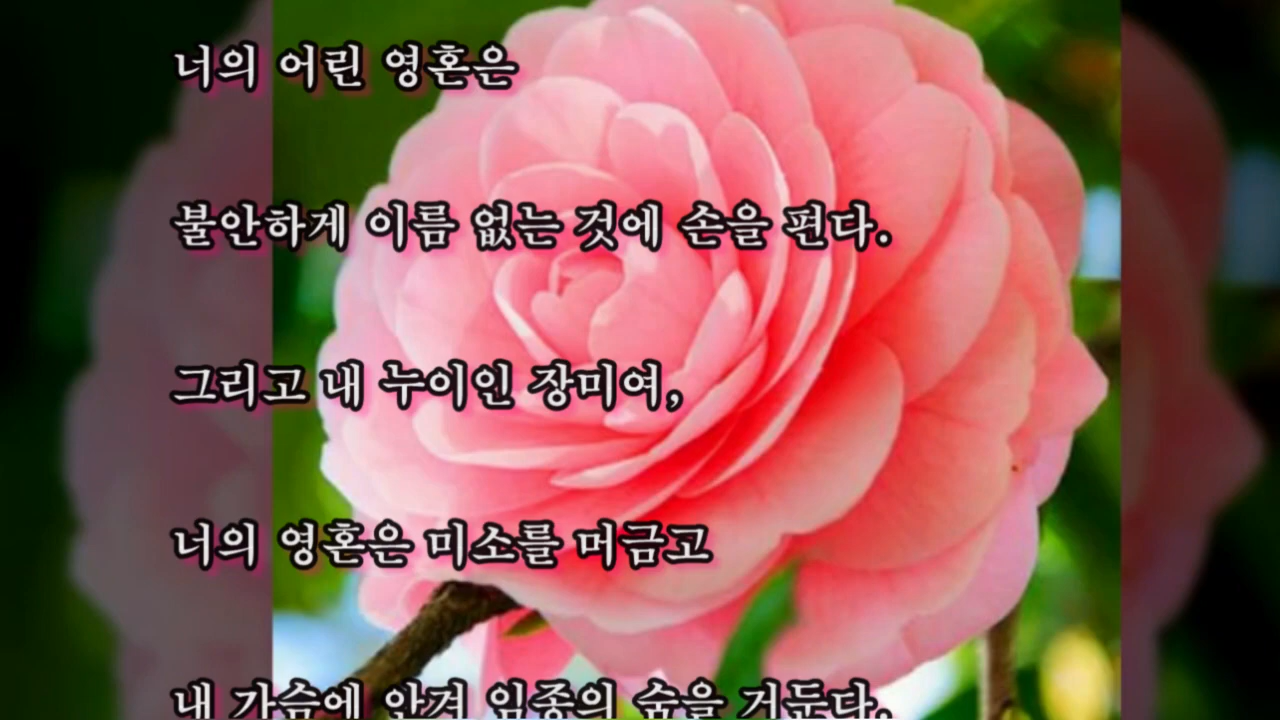 너의 어린 영혼은
불안하게 이름 없는 것에 손을 편다.
그리고 내 누이인 장미여,
너의 영혼은 미소를 머금고
내 가슴에 안겨 임종의 숨을 거둔다.